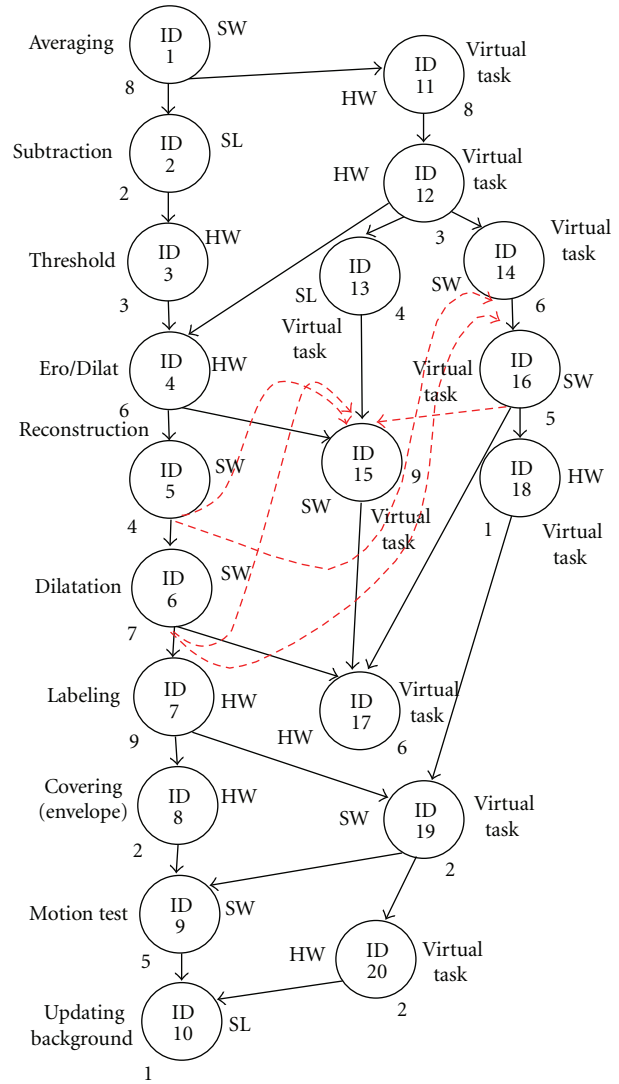 Averaging
ID
1
SW
8
ID
11
Virtual
task
HW
8
Subtraction
ID
2
SL
2
HW
ID
12
Virtual
task
3
Threshold
ID
3
HW
3
ID
13
SL
4
Virtual
task
ID
14
Virtual
task
SW
6
Ero/Dilat
ID
4
HW
6
Virtual
task
ID
16
SW
5
Reconstruction
ID
5
SW
4
ID
15
9
SW
Virtual
task
ID
18
HW
1
Virtual
task
Dilatation
ID
6
SW
7
Labeling
ID
7
HW
9
ID
17
Virtual
task
HW
6
Covering
(envelope)
ID
8
HW
2
SW
ID
19
Virtual
task
2
Motion test
ID
9
SW
5
HW
ID
20
Virtual
task
2
Updating
background
ID
10
SL
1